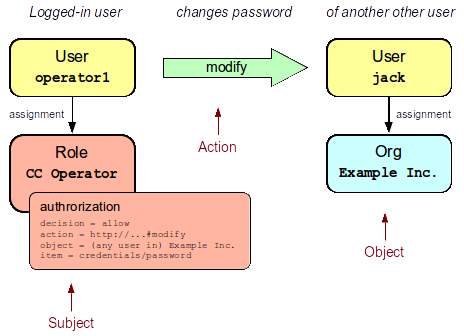 Logged-in user
changes password
of another other user
User
operator1
modify
User
jack
assignment
assignment
Action
Role
CC Operator
Org
Example Inc.
authrorization
decision = allow
action = http://...#modify
object = (any user in) Example Inc.
item = credentials/password
Object
Subject